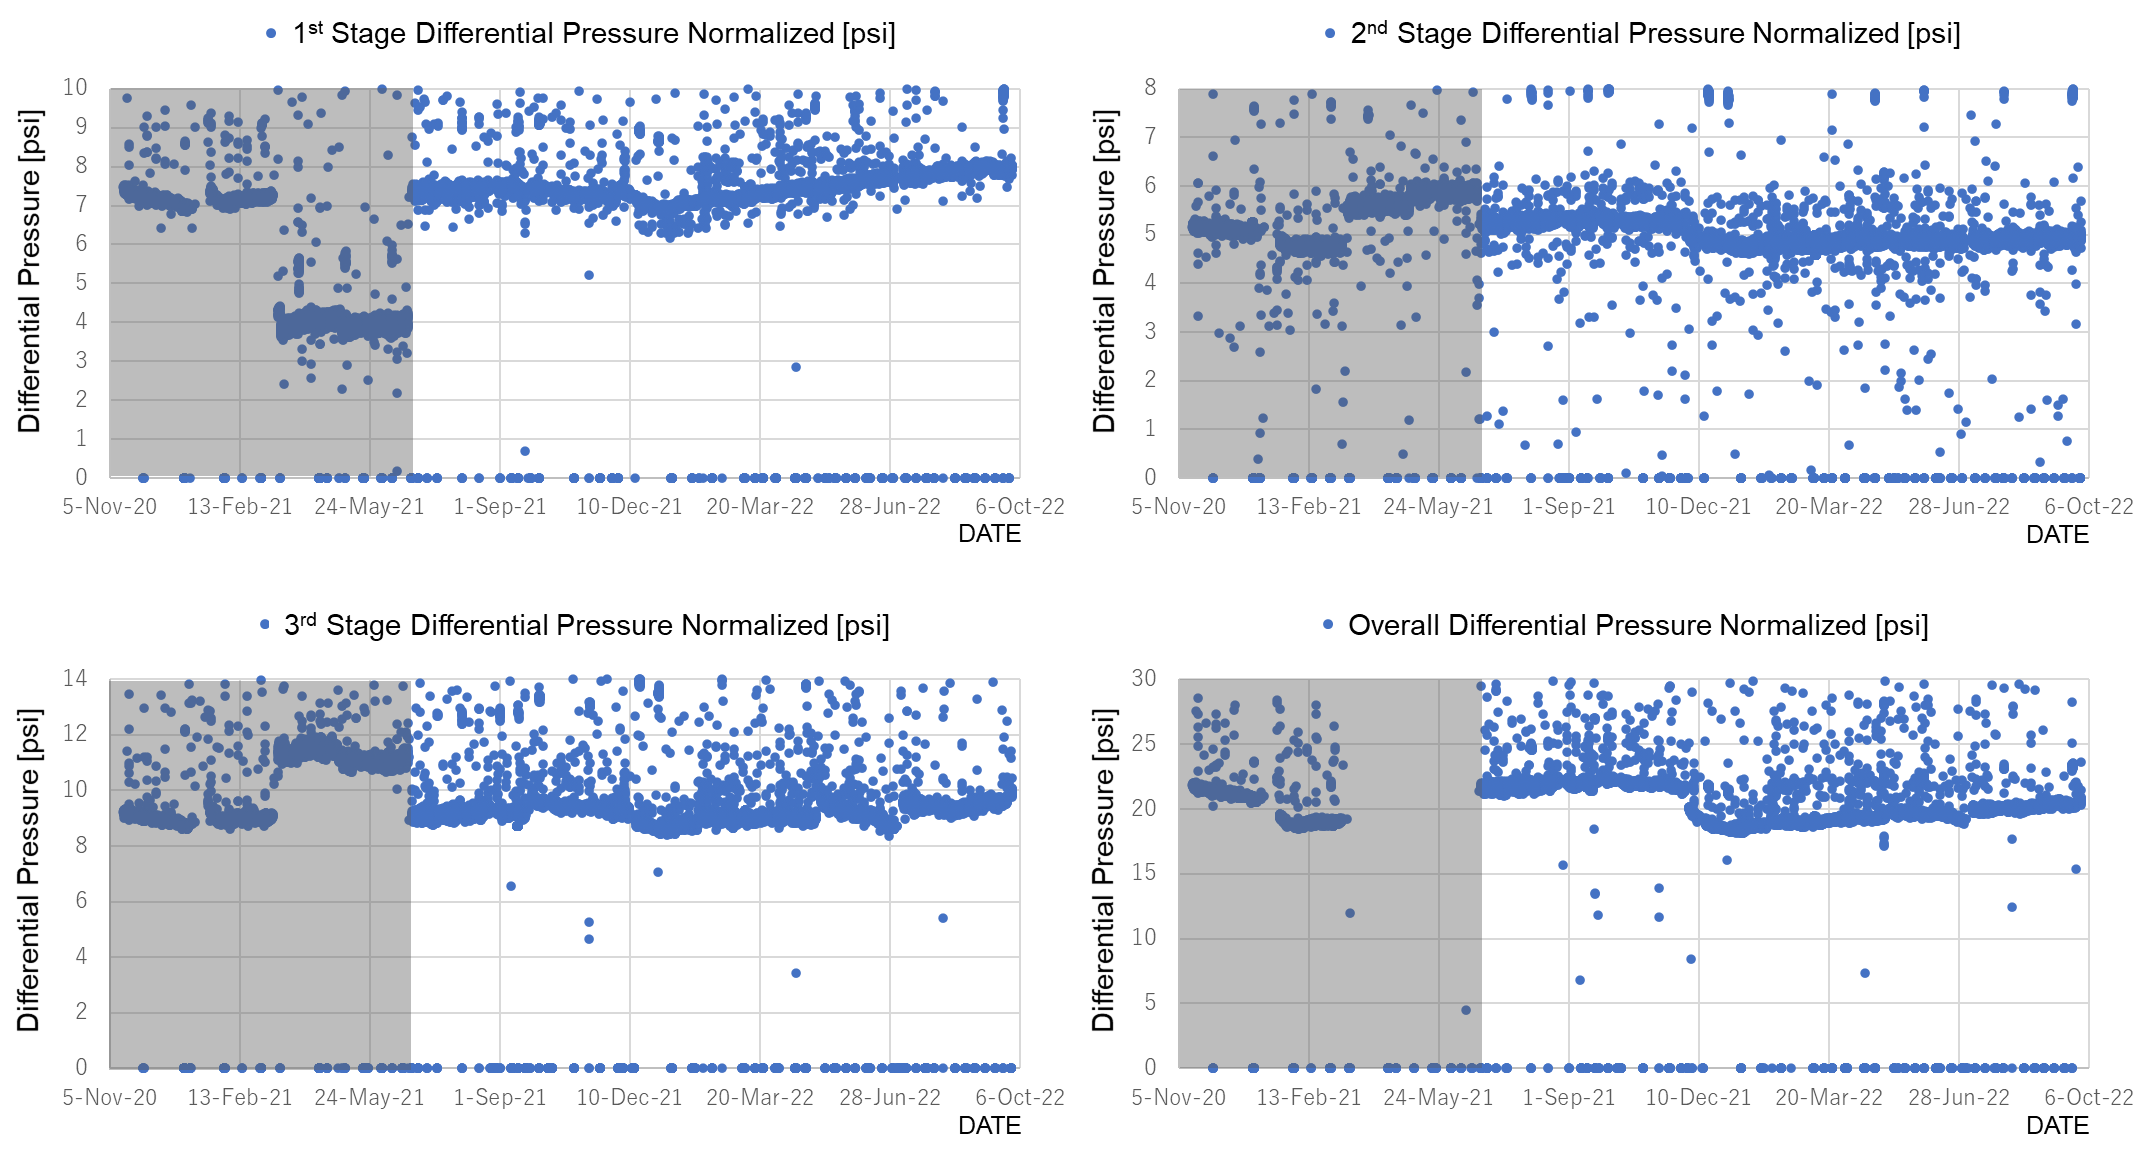 1st Stage Differential Pressure Normalized [psi]
Differential Pressure [psi]
10
9
8
7
6
5
4
3
2
1
0
5-Nov-20 13-Feb-21 24-May-21 1-Sep-21 10-Dec-21 20-Mar-22 28-Jun-22 6-Oct-22
DATE
2nd Stage Differential Pressure Normalized [psi]
Differential Pressure [psi]
8
7
6
5
4
3
2
1
0
5-Nov-20 13-Feb-21 24-May-21 1-Sep-21 10-Dec-21 20-Mar-22 28-Jun-22 6-Oct-22
DATE
3rd Stage Differential Pressure Normalized [psi]
Differential Pressure [psi]
14
12
10
8
6
4
2
0
5-Nov-20 13-Feb-21 24-May-21 1-Sep-21 10-Dec-21 20-Mar-22 28-Jun-22 6-Oct-22
DATE
Overall Differential Pressure Normalized [psi]
Differential Pressure [psi]
30
25
20
15
10
5
0
5-Nov-20 13-Feb-21 24-May-21 1-Sep-21 10-Dec-21 20-Mar-22 28-Jun-22 6-Oct-22
DATE